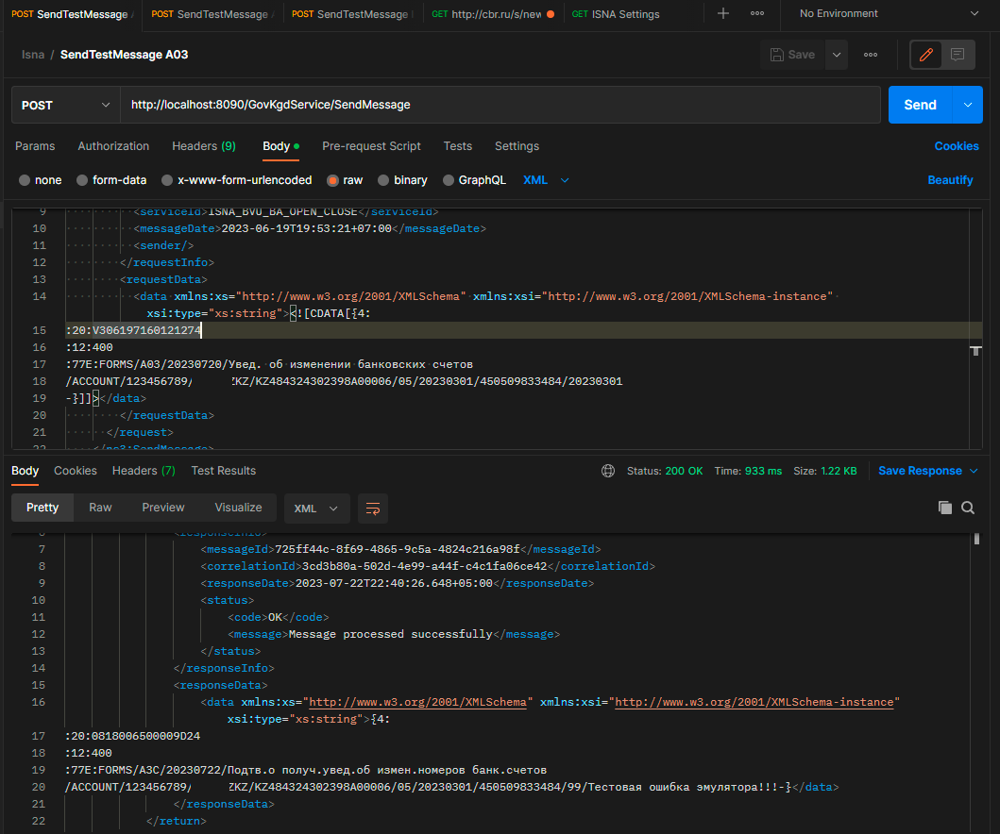 POST SendTestMessage
POST SendTestMessage
POST SendTestMessage
GET http://cbr.ru/s/new
GET ISNA Settings
No Environment
Isna / SendTestMessage A03
Save
POST http://localhost:8090/GovKgdService/SendMessage Send
Params Authorization Headers (9) Body Pre-request Script Tests Settings Cookies
none form-data x-www-form-urlencoded raw binary GraphQL XML Beautify
9 <serviceId>ISNA_BVU_BA_OPEN_CLOSE</serviceId>
10 <messageDate>2023-06-19T19:53:21+07:00</messageDate>
11 <sender/>
12 </requestInfo>
13 <requestData>
14 <data xmlns:xs="http://www.w3.org/2001/XMLSchema" xmlns:xsi="http://www.w3.org/2001/XMLSchema-instance"
xsi:type="xs:string"><![CDATA[{4:
15 :20:V306197160121274
16 :12:400
17 :77E:FORMS/A03/20230720/Увед. об изменении банковских счетов
18 /ACCOUNT/123456789/ ZKZ/KZ484324302398A00006/05/20230301/450509833484/20230301
19 -}]]></data>
20 </requestData>
21 </request>
22 </ns3:SendMessage>
Body Cookies Headers (7) Test Results Status: 200 OK Time: 933 ms Size: 1.22 KB Save Response
Pretty Raw Preview Visualize XML
6 <responseInfo>
7 <messageId>725ff44c-8f69-4865-9c5a-4824c216a98f</messageId>
8 <correlationId>3cd3b80a-502d-4e99-a44f-c4c1fa06ce42</correlationId>
9 <responseDate>2023-07-22T22:40:26.648+05:00</responseDate>
10 <status>
11 <code>OK</code>
12 <message>Message processed successfully</message>
13 </status>
14 </responseInfo>
15 <responseData>
16 <data xmlns:xs="http://www.w3.org/2001/XMLSchema" xmlns:xsi="http://www.w3.org/2001/XMLSchema-instance"
xsi:type="xs:string">{4:
17 :20:0818006500009D24
18 :12:400
19 :77E:FORMS/A3C/20230722/Подтв.о получ.увед.об измен.номеров банк.счетов
20 /ACCOUNT/123456789/ ZKZ/KZ484324302398A00006/05/20230301/450509833484/99/Тестовая ошибка эмулятора!!!-}</data>
21 </responseData>
22 </return>